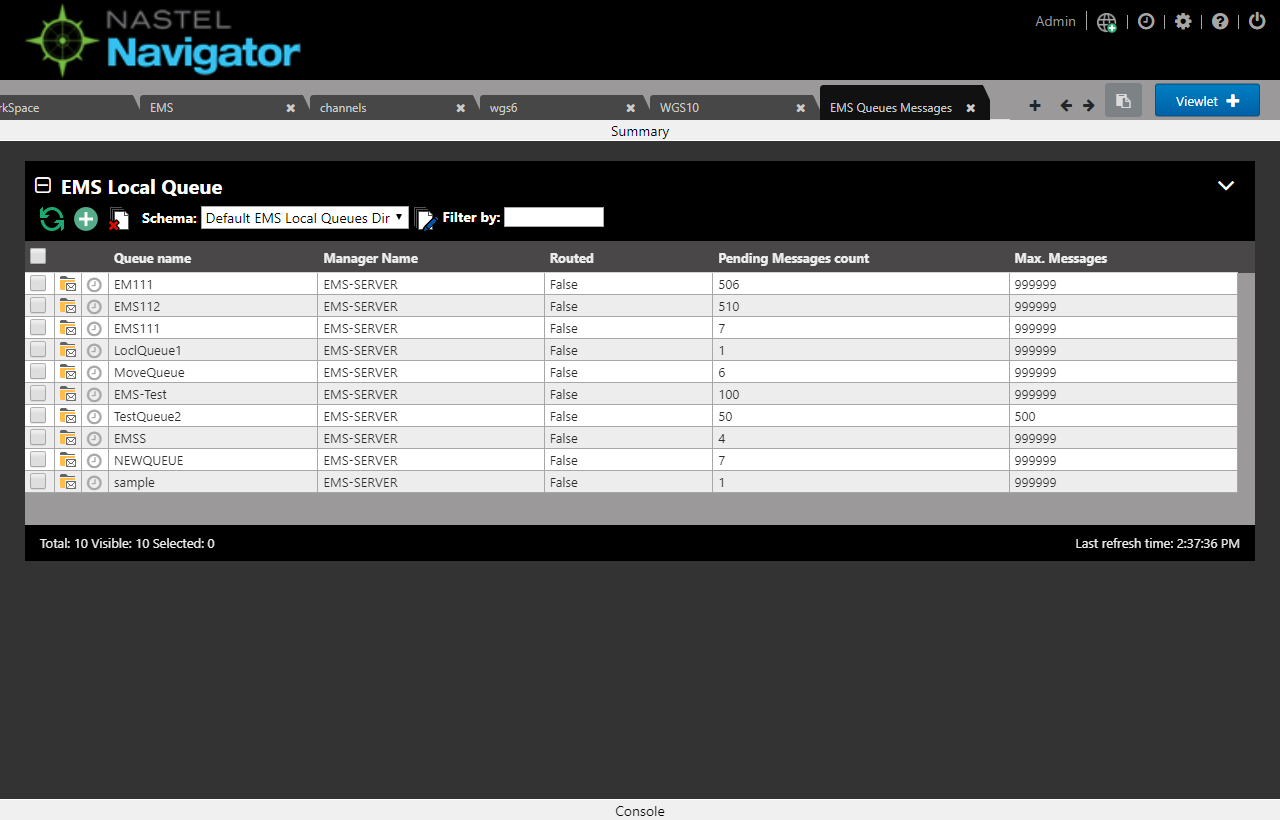 NASTEL
Navigator
Admin
rkSpace EMS channels wgs6 WGS10 EMS Queues Messages Viewlet
Summary
EMS Local Queue
Schema: Default EMS Local Queues Dir Filter by:
Queue name Manager Name Routed Pending Messages count Max. Messages
EM111 EMS-SERVER False 506 999999
EMS112 EMS-SERVER False 510 999999
EMS111 EMS-SERVER False 7 999999
LoclQueue1 EMS-SERVER False 1 999999
MoveQueue EMS-SERVER False 6 999999
EMS-Test EMS-SERVER False 100 999999
TestQueue2 EMS-SERVER False 50 500
EMSS EMS-SERVER False 4 999999
NEWQUEUE EMS-SERVER False 7 999999
sample EMS-SERVER False 1 999999
Total: 10 Visible: 10 Selected: 0 Last refresh time: 2:37:36 PM
Console